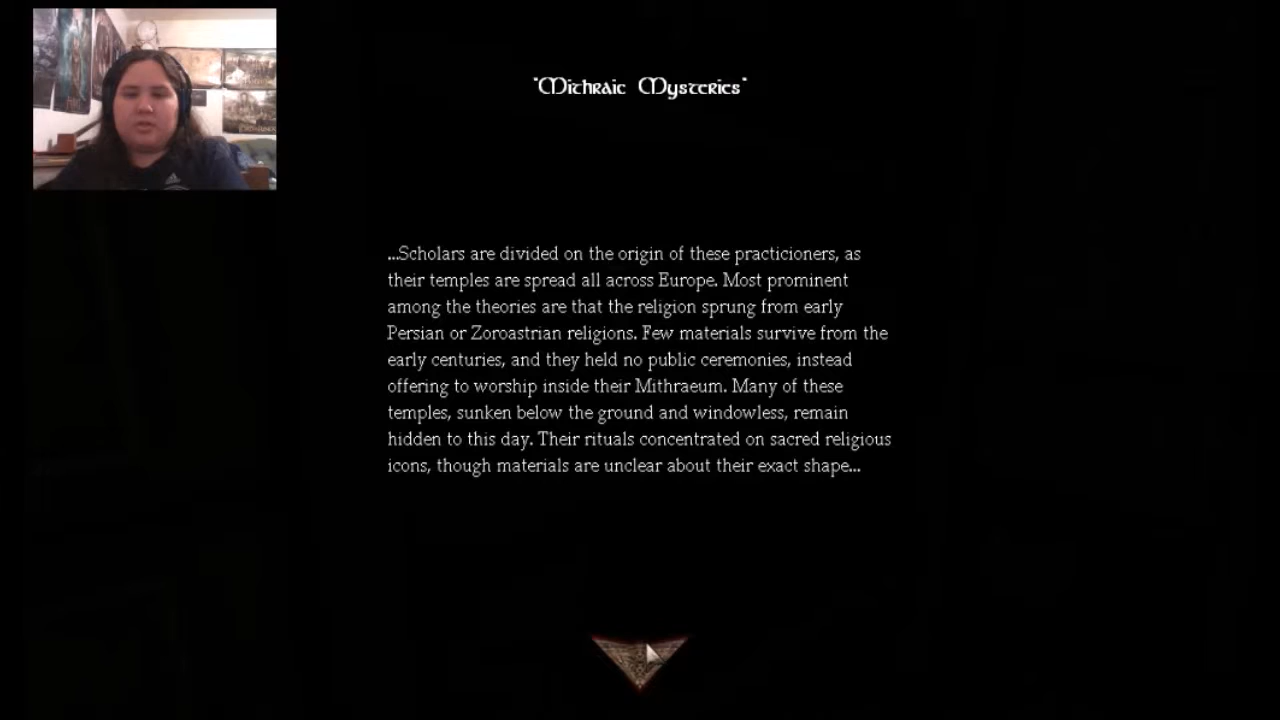 "Mithraic Mysteries"
...Scholars are divided on the origin of these practicioners, as
their temples are spread all across Europe. Most prominent
among the theories are that the religion sprung from early
Persian or Zoroastrian religions. Few materials survive from the
early centuries, and they held no public ceremonies, instead
offering to worship inside their Mithraeum. Many of these
temples, sunken below the ground and windowless, remain
hidden to this day. Their rituals concentrated on sacred religious
icons, though materials are unclear about their exact shape...